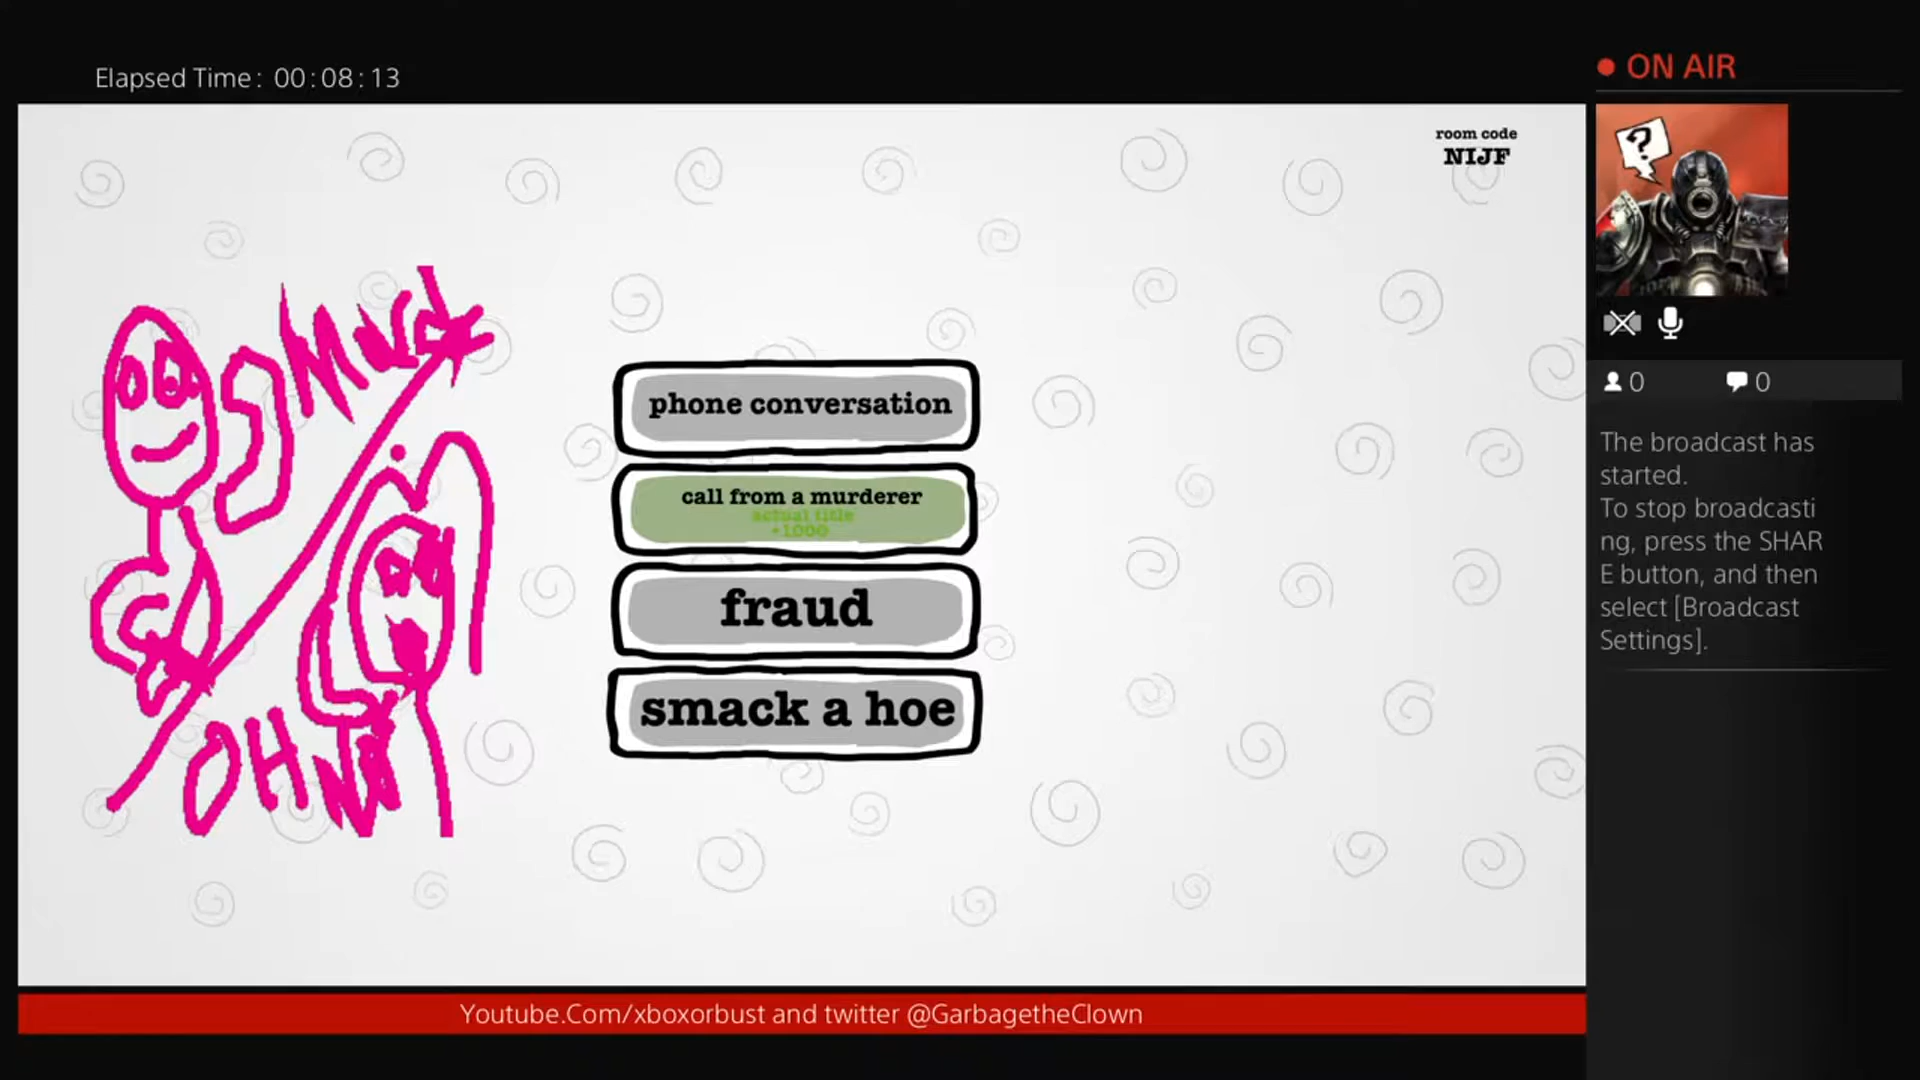 Elapsed Time: 00:08:13
ON AIR
room code
NIJF
?
0
0
The broadcast has
started.
To stop broadcasti
ng, press the SHAR
E button, and then
select [Broadcast
Settings].
phone conversation
call from a murderer
actual title
+1000
fraud
smack a hoe
OH NO
Youtube.Com/xboxorbust and twitter @GarbagetheClown